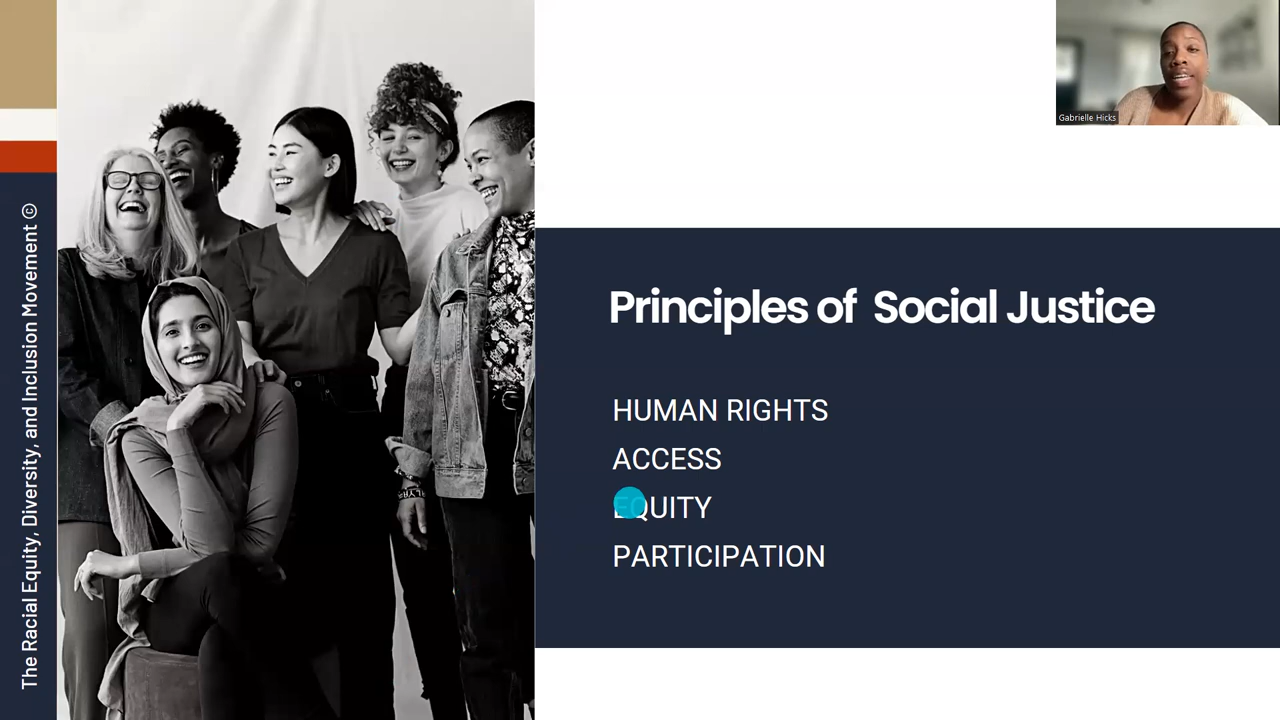 The Racial Equity, Diversity, and Inclusion Movement ©
Gabrielle Hicks
Principles of Social Justice
HUMAN RIGHTS
ACCESS
EQUITY
PARTICIPATION